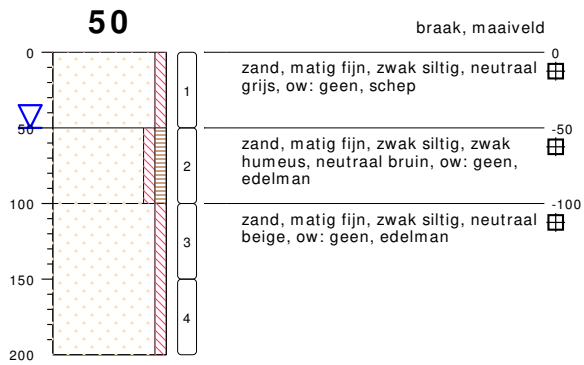 50
braak, maaiveld
0
50
100
150
200
1
2
3
4
0
zand, matig fijn, zwak siltig, neutraal
grijs, ow: geen, schep
-50
zand, matig fijn, zwak siltig, zwak
humeus, neutraal bruin, ow: geen,
edelman
-100
zand, matig fijn, zwak siltig, neutraal
beige, ow: geen, edelman